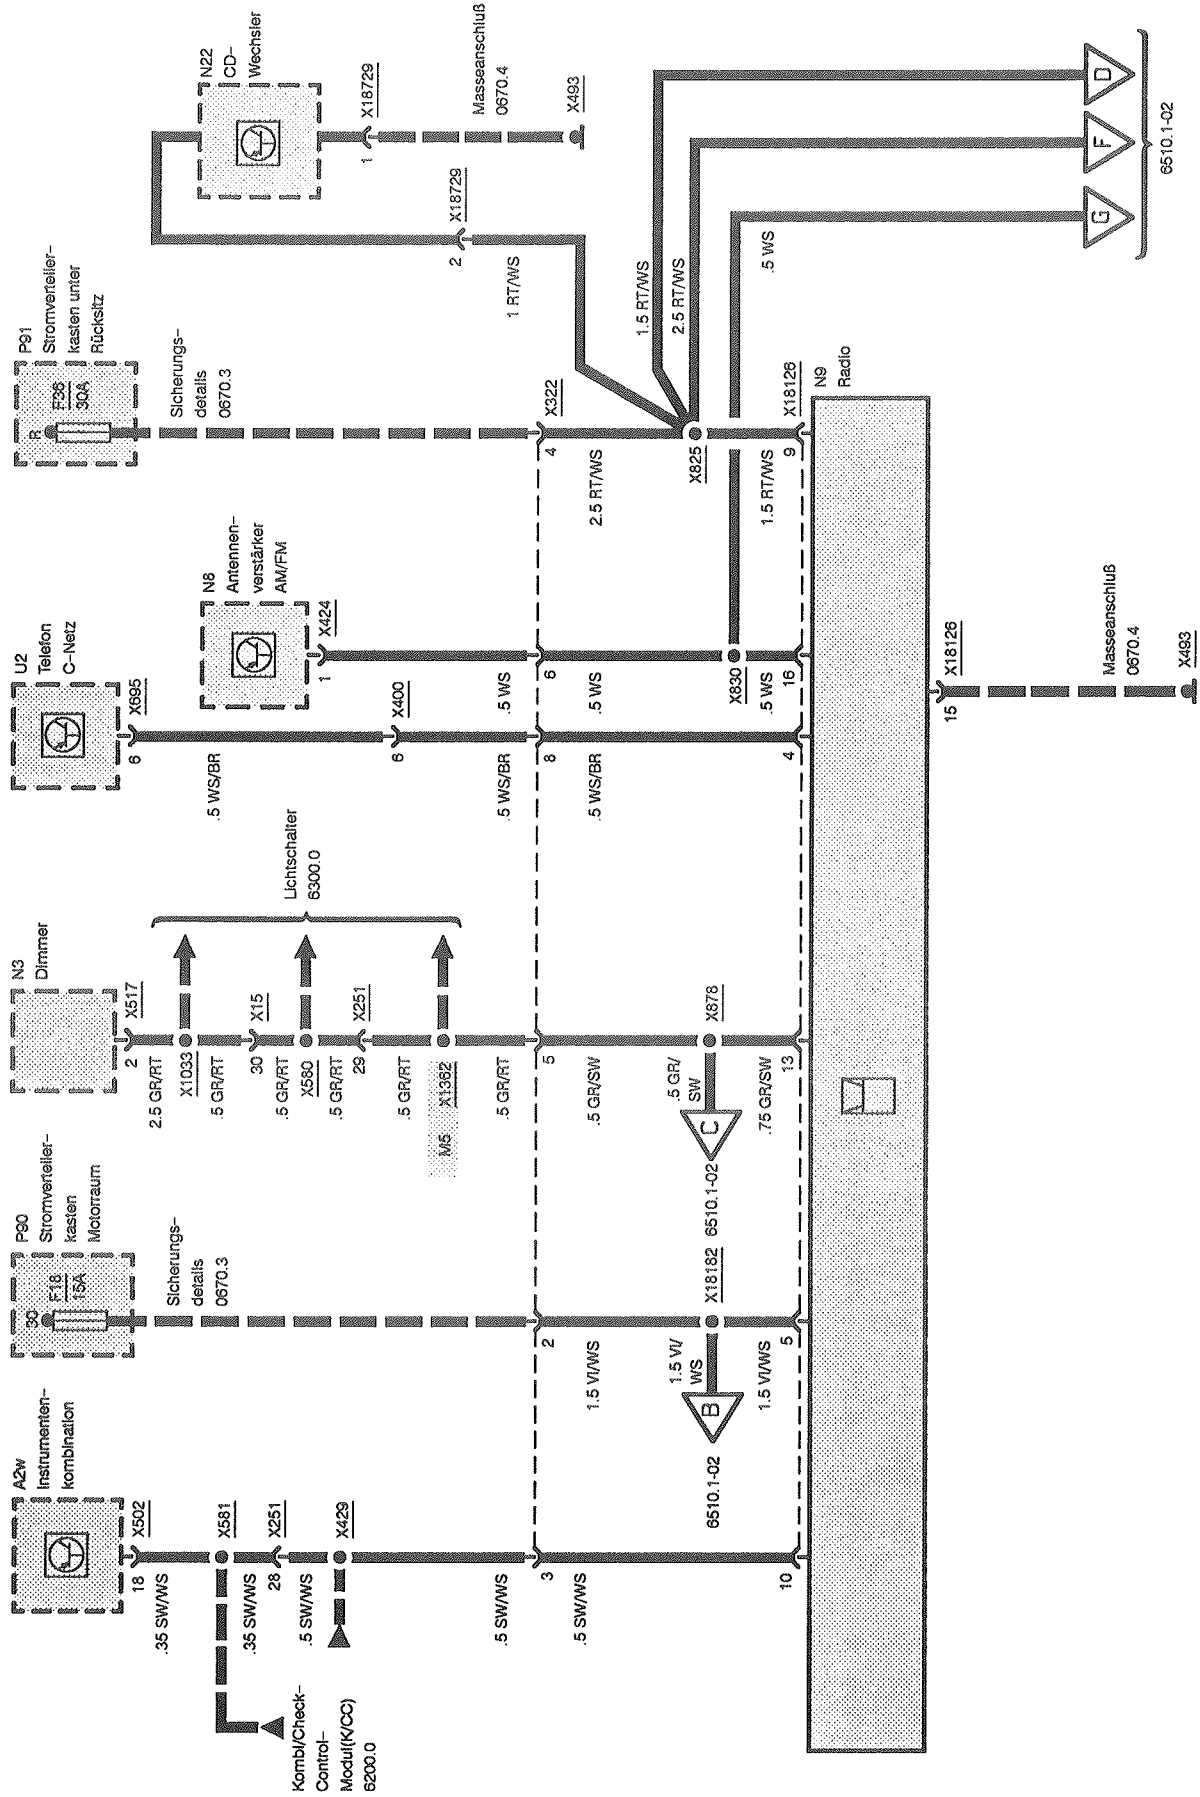 A2w
Instrumenten–
kombination
X502
18
.35 SW/WS
X581
.35 SW/WS
X251
28
.5 SW/WS
X429
Kombi/Check–
Control–
Modul(K/CC)
6200.0
.5 SW/WS
3
.5 SW/WS
10
P90
Stromverteiler–
kasten
Motorraum
30
F18
15A
Sicherungs–
details
0670.3
2
1.5 VI/WS
X18182
1.5 VI/
WS
B
6510.1-02
1.5 VI/WS
5
N3
Dimmer
X517
2
2.5 GR/RT
X1033
.5 GR/RT
X15
30
.5 GR/RT
X580
.5 GR/RT
X251
29
.5 GR/RT
M5
X1362
.5 GR/RT
Lichtschalter
6300.0
5
.5 GR/SW
X878
.5 GR/
SW
C
6510.1-02
.75 GR/SW
13
U2
Telefon
C–Netz
X695
6
.5 WS/BR
X400
6
.5 WS/BR
8
.5 WS/BR
4
N8
Antennen–
verstärker
AM/FM
X424
1
.5 WS
6
.5 WS
X830
.5 WS
16
P91
Stromverteiler–
kasten unter
Rücksitz
R
F36
30A
Sicherungs–
details
0670.3
X322
4
2.5 RT/WS
X825
1.5 RT/WS
X18126
9
N9
Radio
N22
CD–
Wechsler
X18729
1
Masseanschluß
0670.4
X493
X18729
2
1 RT/WS
1.5 RT/WS
2.5 RT/WS
.5 WS
D
F
G
6510.1-02
X18126
15
Masseanschluß
0670.4
X493